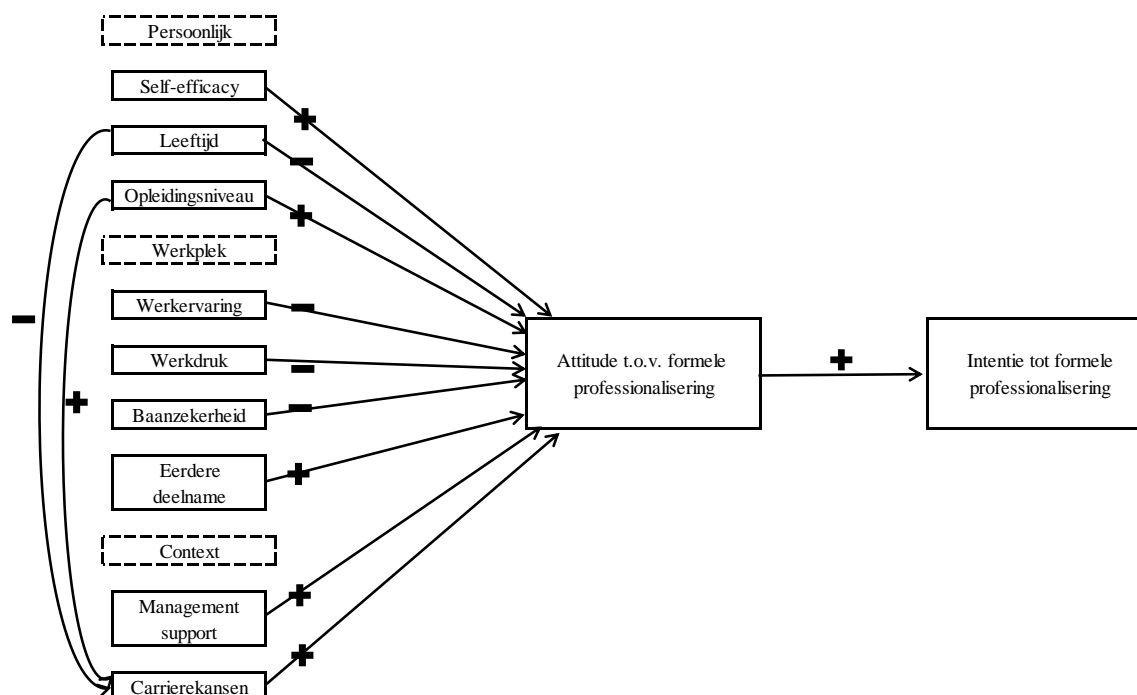 Persoonlijk
Self-efficacy
+
Leeftijd
-
Opleidingsniveau
+
Werkplek
Werkervaring
-
-
Werkdruk
-
Attitude t.o.v. formele
professionalisering
+
Intentie tot formele
professionalisering
+
Baanzekerheid
-
Eerdere
deelname
+
Context
Management
support
+
Carrierekansen
+